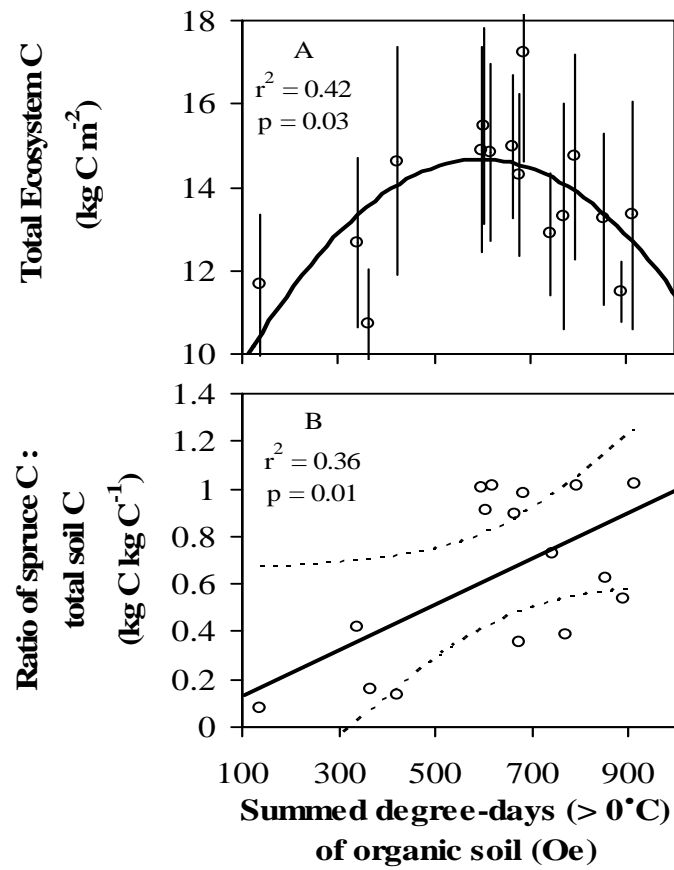 Total Ecosystem C
(kg C m⁻²)
18
16
14
12
10
A
r² = 0.42
p = 0.03
Ratio of spruce C :
total soil C
(kg C kg C⁻¹)
1.4
1.2
1
0.8
0.6
0.4
0.2
0
B
r² = 0.36
p = 0.01
100 300 500 700 900
Summed degree-days (> 0°C)
of organic soil (Oe)